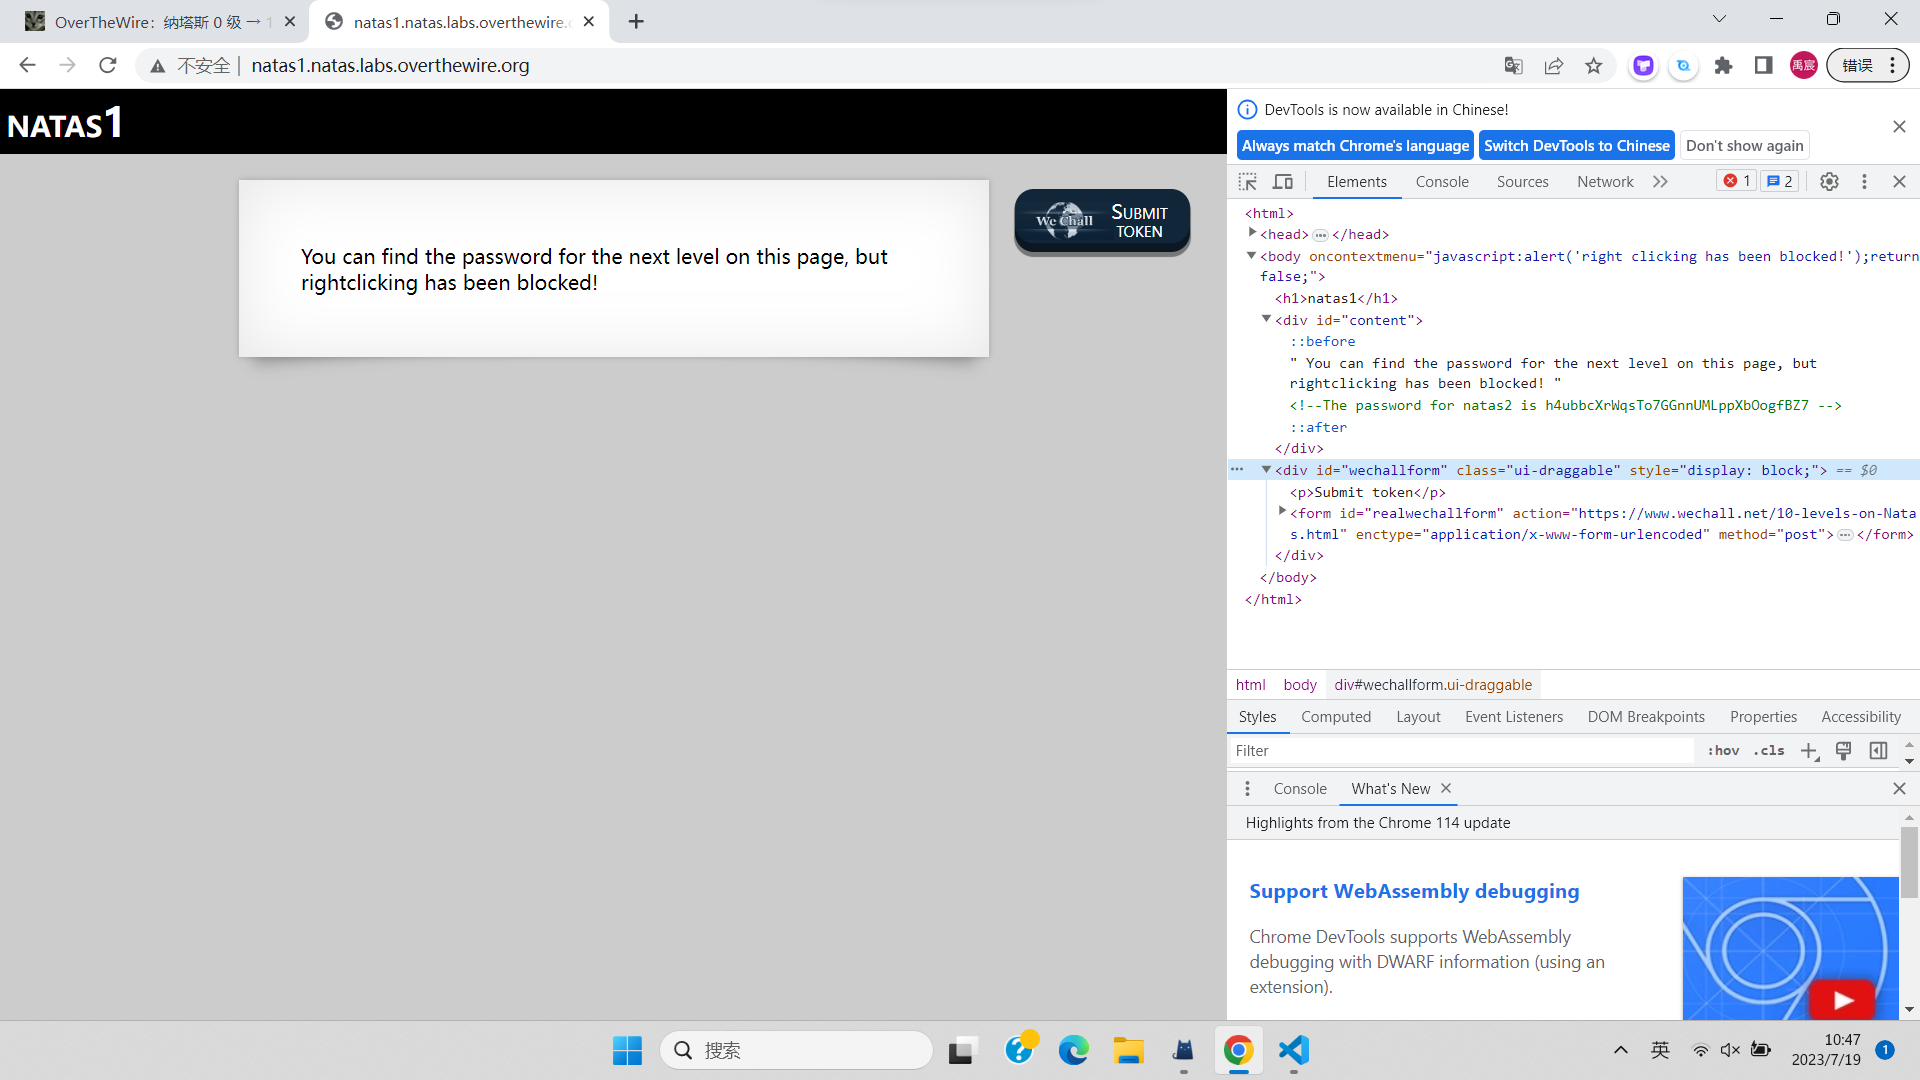 OverTheWire：纳塔斯 0 级 → 1
natas1.natas.labs.overthewire.o
不安全
natas1.natas.labs.overthewire.org
禹宸
错误
NATAS1
You can find the password for the next level on this page, but
rightclicking has been blocked!
We Chall
SUBMIT
TOKEN
DevTools is now available in Chinese!
Always match Chrome's language
Switch DevTools to Chinese
Don't show again
Elements
Console
Sources
Network
1
2
<html>
<head>…</head>
<body oncontextmenu="javascript:alert('right clicking has been blocked!');return
false;">
<h1>natas1</h1>
<div id="content">
::before
" You can find the password for the next level on this page, but
rightclicking has been blocked! "
<!--The password for natas2 is h4ubbcXrWqsTo7GGnnUMLppXbOogfBZ7 -->
::after
</div>
<div id="wechallform" class="ui-draggable" style="display: block;"> == $0
<p>Submit token</p>
<form id="realwechallform" action="https://www.wechall.net/10-levels-on-Nata
s.html" enctype="application/x-www-form-urlencoded" method="post">…</form>
</div>
</body>
</html>
html
body
div#wechallform.ui-draggable
Styles
Computed
Layout
Event Listeners
DOM Breakpoints
Properties
Accessibility
Filter
:hov
.cls
Console
What's New
Highlights from the Chrome 114 update
Support WebAssembly debugging
Chrome DevTools supports WebAssembly
debugging with DWARF information (using an
extension).
搜索
英
10:47
2023/7/19
1